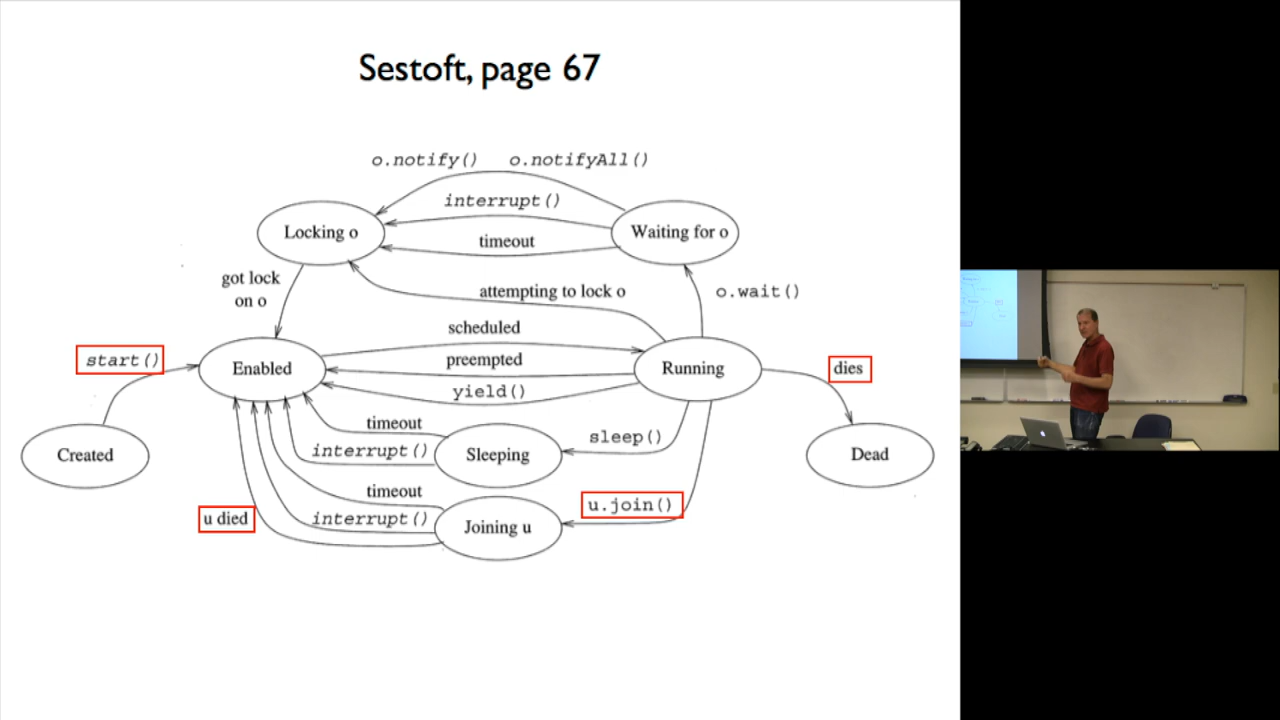 Sestoft, page 67
o.notify() o.notifyAll()
interrupt()
Locking o
Waiting for o
timeout
got lock
on o
attempting to lock o
o.wait()
scheduled
start()
Enabled
preempted
Running
dies
yield()
timeout
sleep()
interrupt()
Created
Sleeping
Dead
timeout
u.join()
u died
interrupt()
Joining u